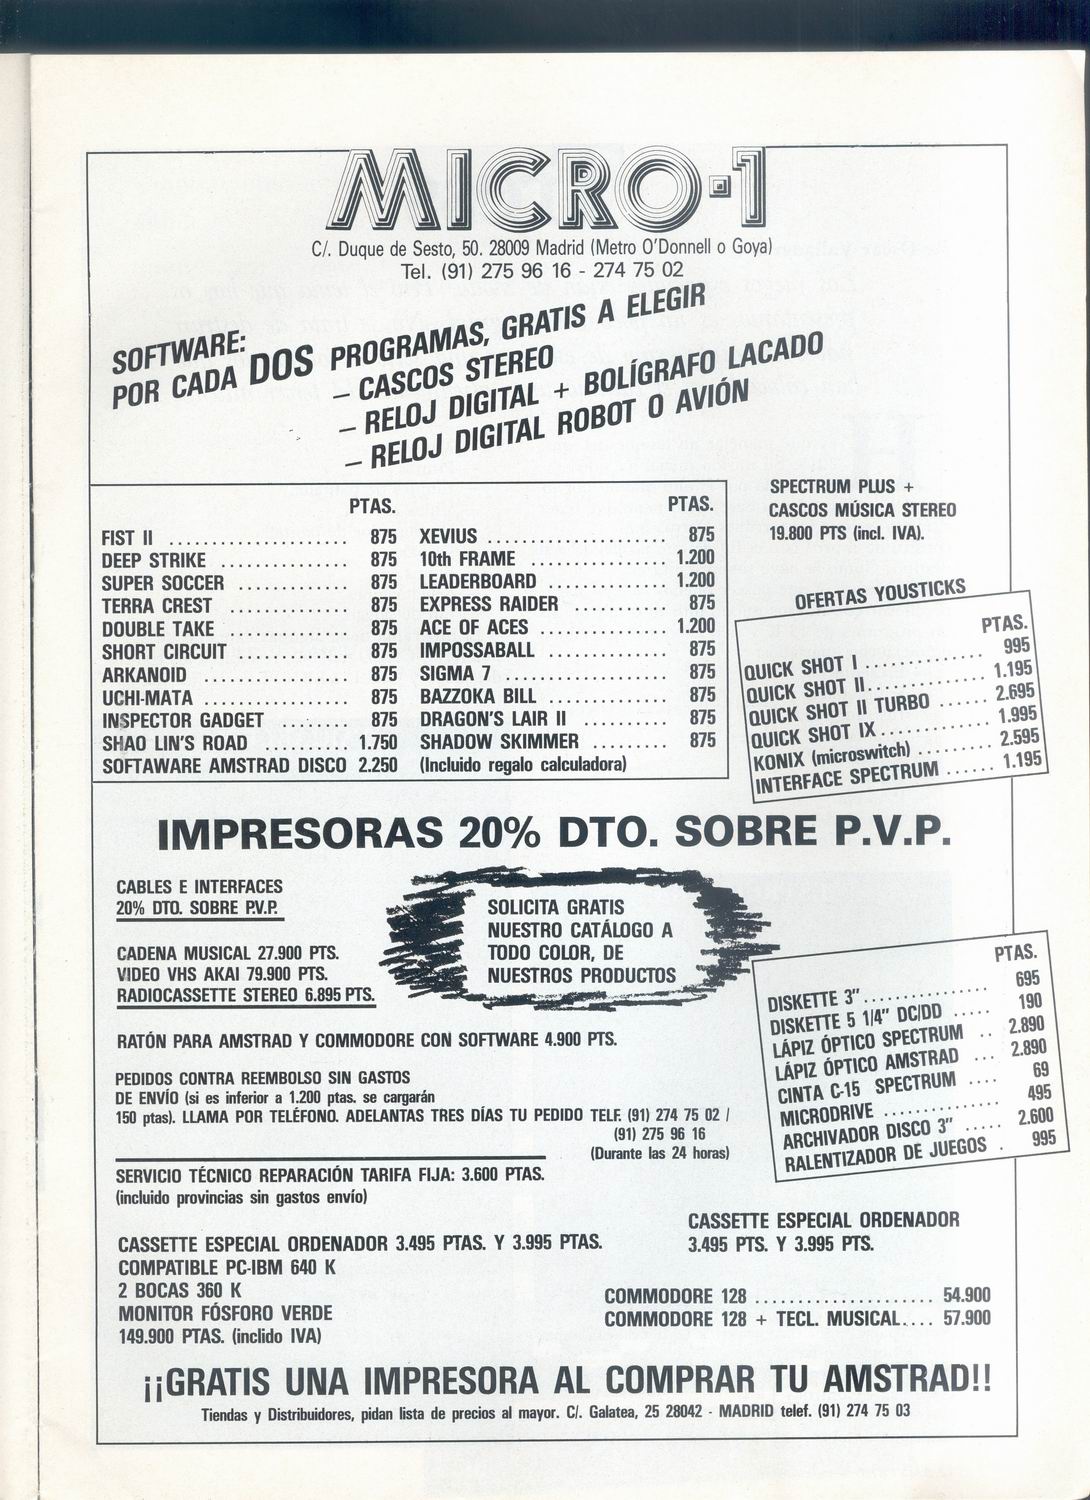 MICRO-1
C/. Duque de Sesto, 50. 28009 Madrid (Metro O'Donnell o Goya)
Tel. (91) 275 96 16 - 274 75 02
SOFTWARE:
POR CADA DOS PROGRAMAS, GRATIS A ELEGIR
– CASCOS STEREO
– RELOJ DIGITAL + BOLÍGRAFO LACADO
– RELOJ DIGITAL ROBOT O AVIÓN
PTAS.
FIST II ..................... 875
DEEP STRIKE ............... 875
SUPER SOCCER ............. 875
TERRA CREST .............. 875
DOUBLE TAKE .............. 875
SHORT CIRCUIT ............. 875
ARKANOID ................. 875
UCHI-MATA ................. 875
INSPECTOR GADGET .......... 875
SHAO LIN'S ROAD .......... 1.750
SOFTAWARE AMSTRAD DISCO 2.250
PTAS.
XEVIUS ..................... 875
10th FRAME .................. 1.200
LEADERBOARD .............. 1.200
EXPRESS RAIDER ........... 875
ACE OF ACES ............... 1.200
IMPOSSABALL ............... 875
SIGMA 7 .................... 875
BAZZOKA BILL ............... 875
DRAGON'S LAIR II ............ 875
SHADOW SKIMMER ......... 875
(Incluido regalo calculadora)
SPECTRUM PLUS +
CASCOS MÚSICA STEREO
19.800 PTS (incl. IVA).
OFERTAS YOUSTICKS
PTAS.
QUICK SHOT I .............. 995
QUICK SHOT II .............. 1.195
QUICK SHOT II TURBO ...... 2.695
QUICK SHOT IX ............. 1.995
KONIX (microswitch) ......... 2.595
INTERFACE SPECTRUM ...... 1.195
IMPRESORAS 20% DTO. SOBRE P.V.P.
CABLES E INTERFACES
20% DTO. SOBRE P.V.P.
CADENA MUSICAL 27.900 PTS.
VIDEO VHS AKAI 79.900 PTS.
RADIOCASSETTE STEREO 6.895 PTS.
SOLICITA GRATIS
NUESTRO CATÁLOGO A
TODO COLOR, DE
NUESTROS PRODUCTOS
RATÓN PARA AMSTRAD Y COMMODORE CON SOFTWARE 4.900 PTS.
PEDIDOS CONTRA REEMBOLSO SIN GASTOS
DE ENVÍO (si es inferior a 1.200 ptas. se cargarán
150 ptas). LLAMA POR TELÉFONO. ADELANTAS TRES DÍAS TU PEDIDO TELF. (91) 274 75 02 /
(91) 275 96 16
(Durante las 24 horas)
PTAS.
DISKETTE 3" ............... 695
DISKETTE 5 1/4" DC/DD ..... 190
LÁPIZ ÓPTICO SPECTRUM .. 2.890
LÁPIZ ÓPTICO AMSTRAD ... 2.890
CINTA C-15 SPECTRUM .... 69
MICRODRIVE .............. 495
ARCHIVADOR DISCO 3" ..... 2.600
RALENTIZADOR DE JUEGOS . 995
SERVICIO TÉCNICO REPARACIÓN TARIFA FIJA: 3.600 PTAS.
(incluido provincias sin gastos envío)
CASSETTE ESPECIAL ORDENADOR 3.495 PTAS. Y 3.995 PTAS.
COMPATIBLE PC-IBM 640 K
2 BOCAS 360 K
MONITOR FÓSFORO VERDE
149.900 PTAS. (inclido IVA)
CASSETTE ESPECIAL ORDENADOR
3.495 PTS. Y 3.995 PTS.
COMMODORE 128 ..................... 54.900
COMMODORE 128 + TECL. MUSICAL.... 57.900
¡¡GRATIS UNA IMPRESORA AL COMPRAR TU AMSTRAD!!
Tiendas y Distribuidores, pidan lista de precios al mayor. C/. Galatea, 25 28042 - MADRID telef. (91) 274 75 03